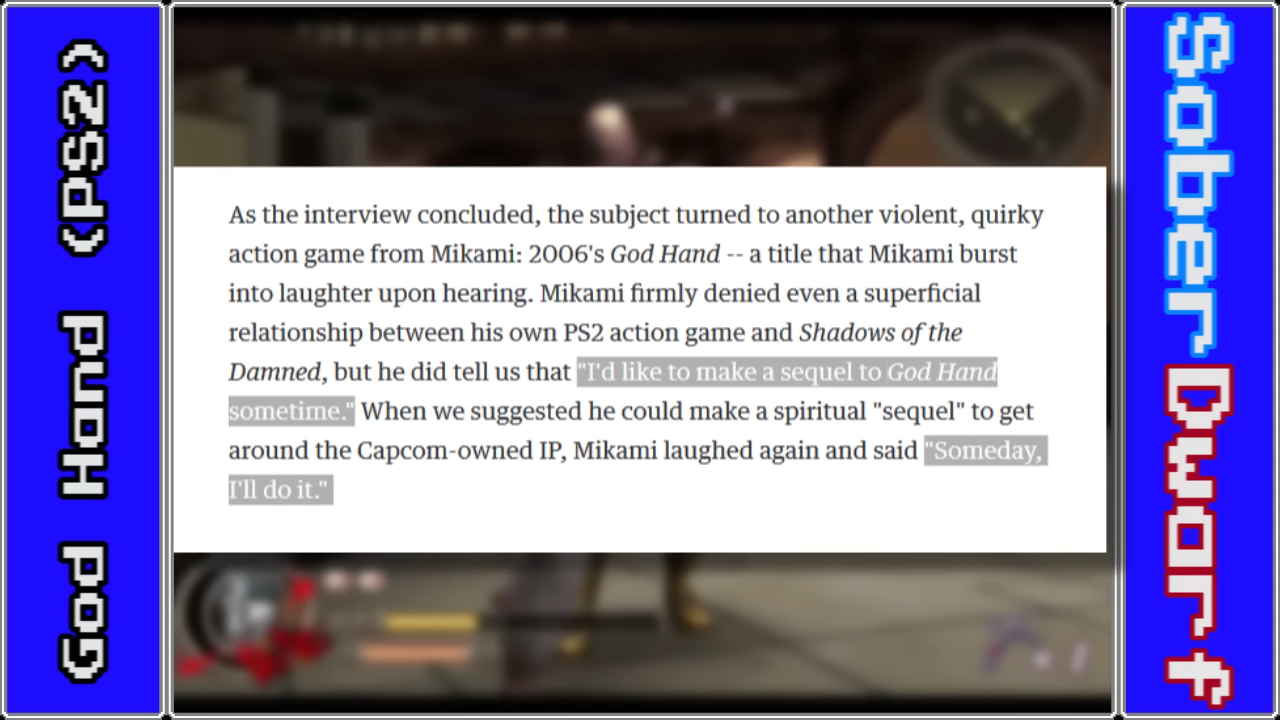 God Hand (PS2)
As the interview concluded, the subject turned to another violent, quirky
action game from Mikami: 2006's God Hand -- a title that Mikami burst
into laughter upon hearing. Mikami firmly denied even a superficial
relationship between his own PS2 action game and Shadows of the
Damned, but he did tell us that "I'd like to make a sequel to God Hand
sometime." When we suggested he could make a spiritual "sequel" to get
around the Capcom-owned IP, Mikami laughed again and said "Someday,
I'll do it."
Sober Dwarf